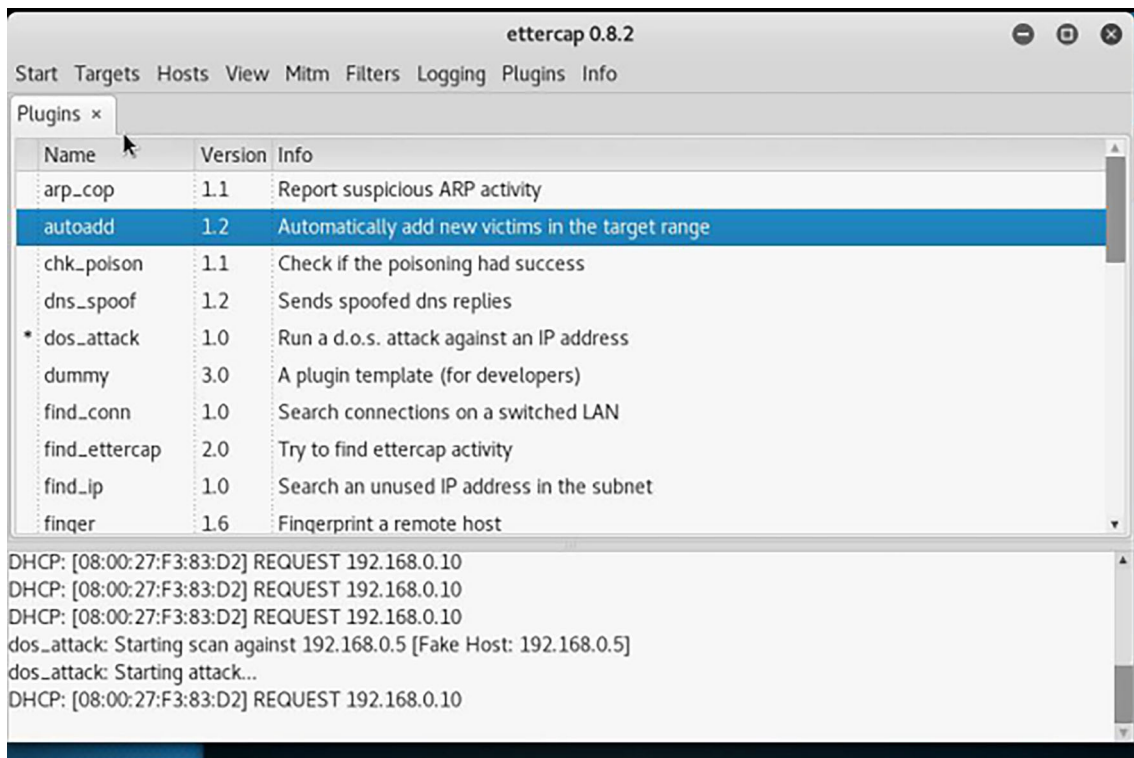 ettercap 0.8.2
Start Targets Hosts View Mitm Filters Logging Plugins Info
Plugins ×
Name Version Info
arp_cop 1.1 Report suspicious ARP activity
autoadd 1.2 Automatically add new victims in the target range
chk_poison 1.1 Check if the poisoning had success
dns_spoof 1.2 Sends spoofed dns replies
* dos_attack 1.0 Run a d.o.s. attack against an IP address
dummy 3.0 A plugin template (for developers)
find_conn 1.0 Search connections on a switched LAN
find_ettercap 2.0 Try to find ettercap activity
find_ip 1.0 Search an unused IP address in the subnet
finger 1.6 Fingerprint a remote host
DHCP: [08:00:27:F3:83:D2] REQUEST 192.168.0.10
DHCP: [08:00:27:F3:83:D2] REQUEST 192.168.0.10
DHCP: [08:00:27:F3:83:D2] REQUEST 192.168.0.10
dos_attack: Starting scan against 192.168.0.5 [Fake Host: 192.168.0.5]
dos_attack: Starting attack...
DHCP: [08:00:27:F3:83:D2] REQUEST 192.168.0.10